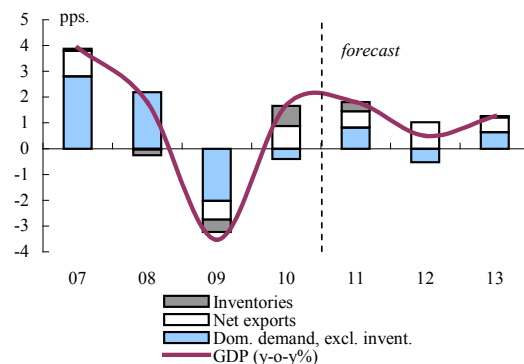 5
pps.
4
forecast
3
2
1
0
-1
-2
-3
-4
07 08 09 10 11 12 13
Inventories
Net exports
Dom. demand, excl. invent.
GDP (y-o-y%)